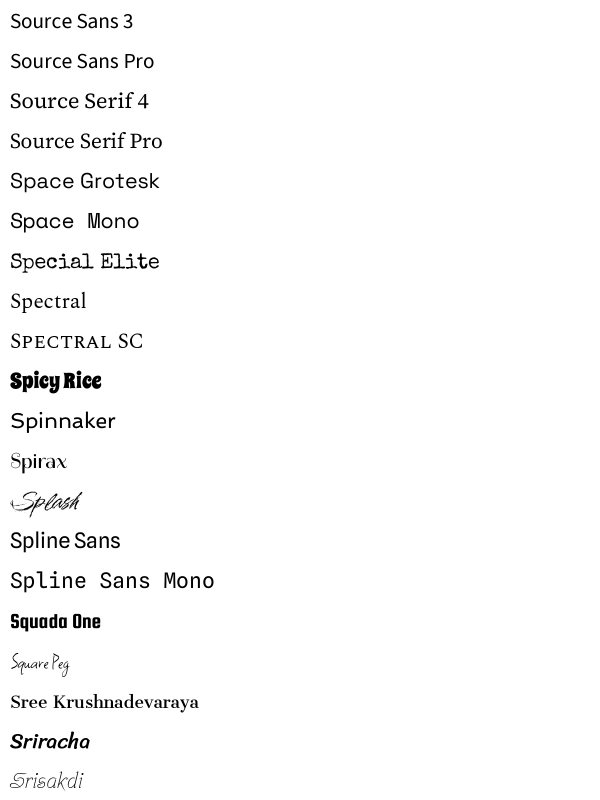 Source Sans 3
Source Sans Pro
Source Serif 4
Source Serif Pro
Space Grotesk
Space Mono
Special Elite
Spectral
Spectral SC
Spicy Rice
Spinnaker
Spirax
Splash
Spline Sans
Spline Sans Mono
Squada One
Square Peg
Sree Krushnadevaraya
Sriracha
Srisakdi